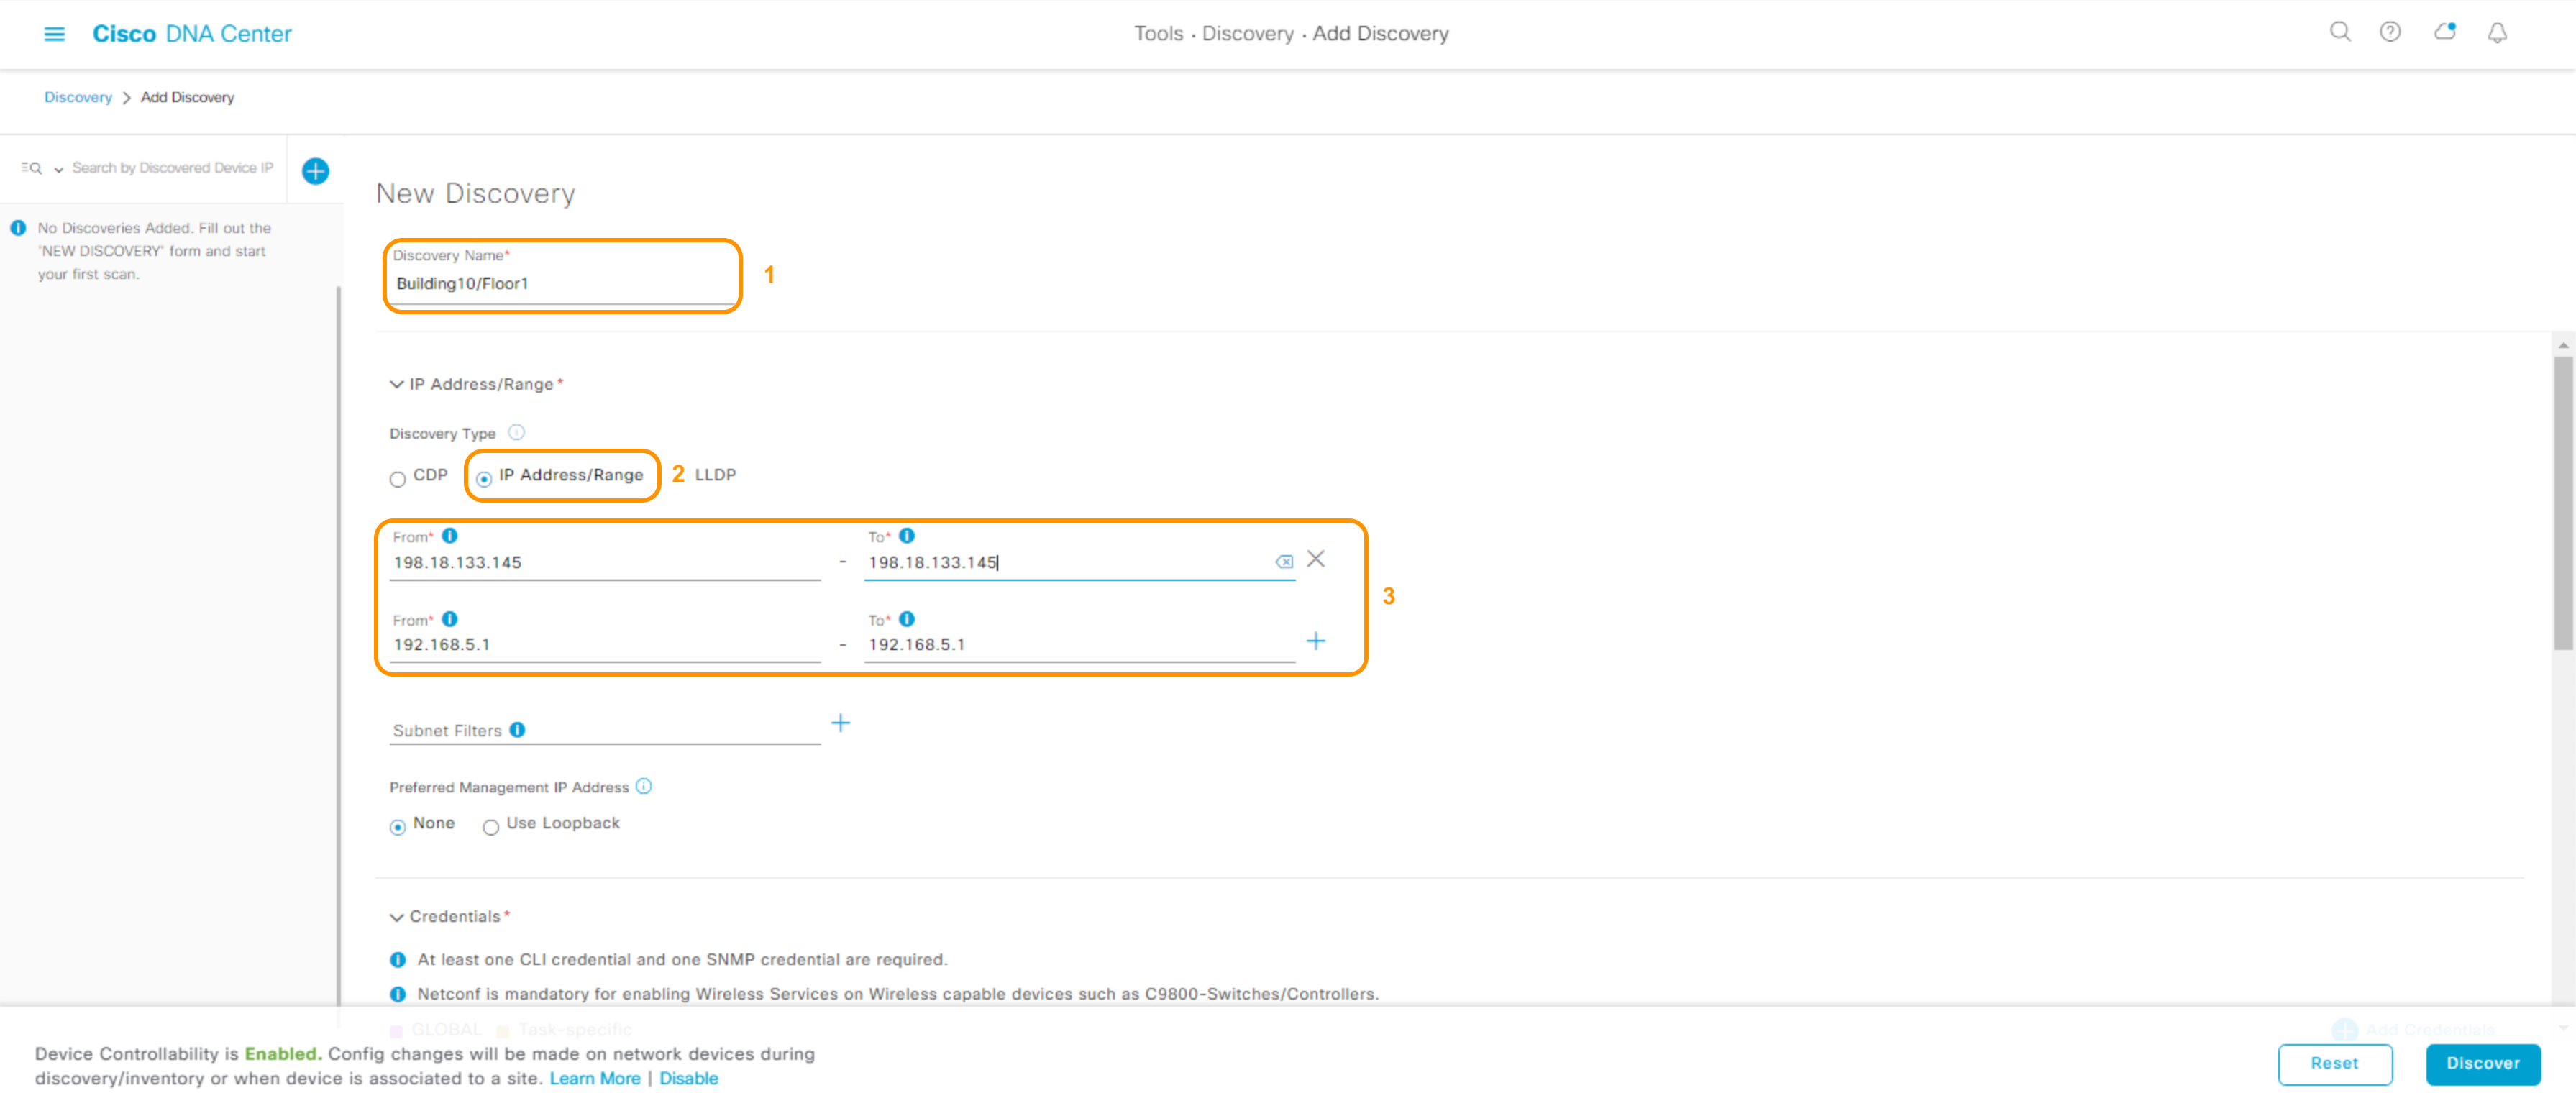 Cisco DNA Center
Tools · Discovery · Add Discovery
Discovery > Add Discovery
Search by Discovered Device IP
No Discoveries Added. Fill out the
'NEW DISCOVERY' form and start
your first scan.
New Discovery
Discovery Name*
Building10/Floor1
1
IP Address/Range*
Discovery Type
CDP IP Address/Range 2 LLDP
From* To*
198.18.133.145 - 198.18.133.145
3
From* To*
192.168.5.1 - 192.168.5.1
Subnet Filters
Preferred Management IP Address
None Use Loopback
Credentials*
At least one CLI credential and one SNMP credential are required.
Netconf is mandatory for enabling Wireless Services on Wireless capable devices such as C9800-Switches/Controllers.
GLOBAL Task-specific Add Credentials
Device Controllability is Enabled. Config changes will be made on network devices during
discovery/inventory or when device is associated to a site. Learn More | Disable
Reset Discover